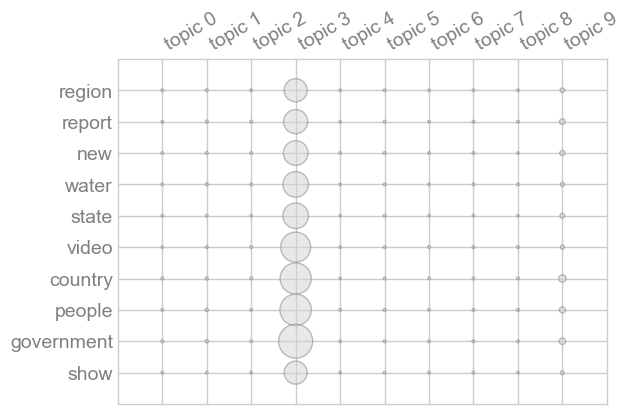 topic 0 topic 1 topic 2 topic 3 topic 4 topic 5 topic 6 topic 7 topic 8 topic 9
region
report
new
water
state
video
country
people
government
show